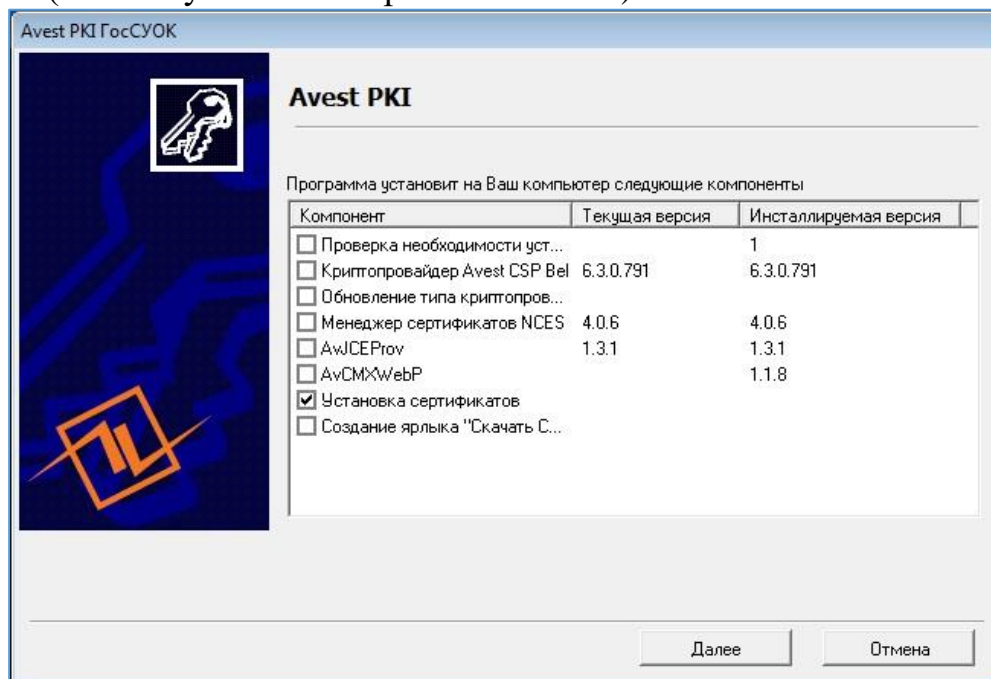 Avest PKI ГосСУОК
Avest PKI
Программа установит на Ваш компьютер следующие компоненты
Компонент Текущая версия Инсталлируемая версия
Проверка необходимости уст... 1
Криптопровайдер Avest CSP Bel 6.3.0.791 6.3.0.791
Обновление типа криптопров...
Менеджер сертификатов NCES 4.0.6 4.0.6
AvJCEProv 1.3.1 1.3.1
AvCMXWebP 1.1.8
Установка сертификатов
Создание ярлыка "Скачать С...
Далее Отмена